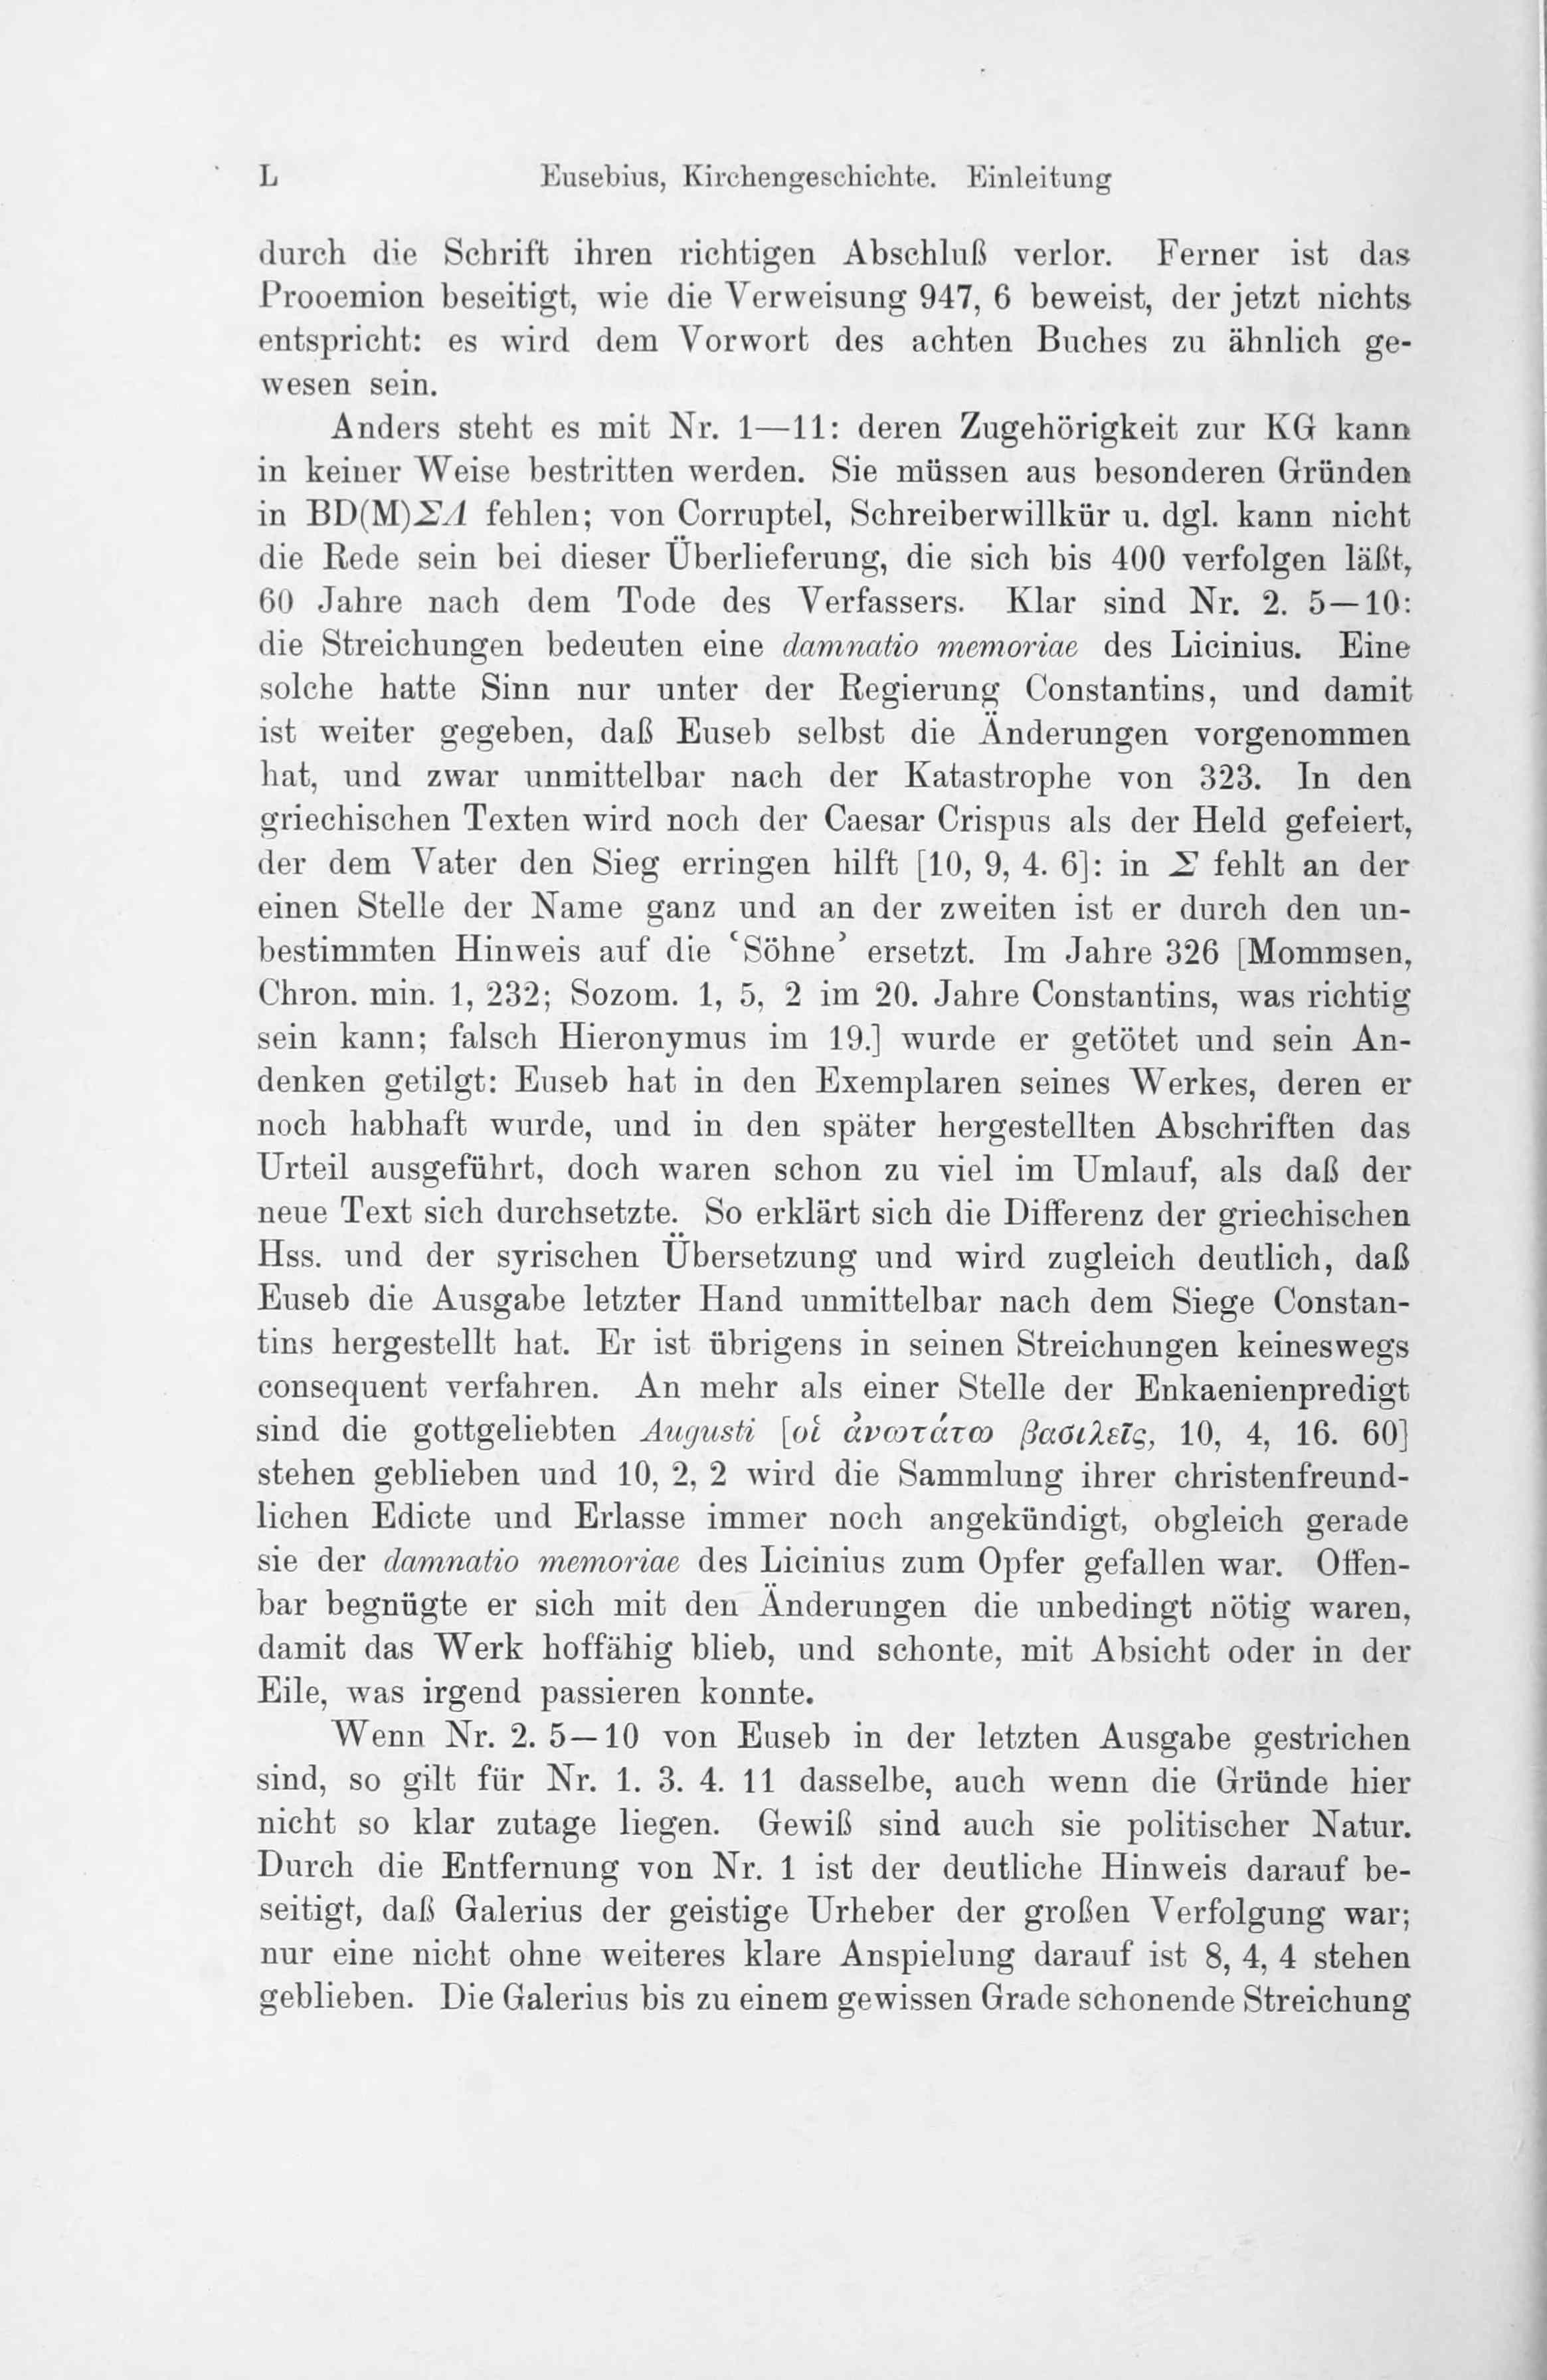 L Eusebius, Kirchengeschichte. Einleitung
durch die Schrift ihren richtigen Abschluß verlor. Ferner ist das
Prooemion beseitigt, wie die Verweisung 947, 6 beweist, der jetzt nichts
entspricht: es wird dem Vorwort des achten Buches zu ähnlich ge-
wesen sein.
Anders steht es mit Nr. 1—11: deren Zugehörigkeit zur KG kann
in keiner Weise bestritten werden. Sie müssen aus besonderen Gründen
in BD(M)ΣΛ fehlen; von Corruptel, Schreiberwillkür u. dgl. kann nicht
die Rede sein bei dieser Überlieferung, die sich bis 400 verfolgen läßt,
60 Jahre nach dem Tode des Verfassers. Klar sind Nr. 2. 5—10:
die Streichungen bedeuten eine damnatio memoriae des Licinius. Eine
solche hatte Sinn nur unter der Regierung Constantins, und damit
ist weiter gegeben, daß Euseb selbst die Änderungen vorgenommen
hat, und zwar unmittelbar nach der Katastrophe von 323. In den
griechischen Texten wird noch der Caesar Crispus als der Held gefeiert,
der dem Vater den Sieg erringen hilft [10, 9, 4. 6]: in Σ fehlt an der
einen Stelle der Name ganz und an der zweiten ist er durch den un-
bestimmten Hinweis auf die ‘Söhne’ ersetzt. Im Jahre 326 [Mommsen,
Chron. min. 1, 232; Sozom. 1, 5, 2 im 20. Jahre Constantins, was richtig
sein kann; falsch Hieronymus im 19.] wurde er getötet und sein An-
denken getilgt: Euseb hat in den Exemplaren seines Werkes, deren er
noch habhaft wurde, und in den später hergestellten Abschriften das
Urteil ausgeführt, doch waren schon zu viel im Umlauf, als daß der
neue Text sich durchsetzte. So erklärt sich die Differenz der griechischen
Hss. und der syrischen Übersetzung und wird zugleich deutlich, daß
Euseb die Ausgabe letzter Hand unmittelbar nach dem Siege Constan-
tins hergestellt hat. Er ist übrigens in seinen Streichungen keineswegs
consequent verfahren. An mehr als einer Stelle der Enkaenienpredigt
sind die gottgeliebten Augusti [οἱ ἀνωτάτω βασιλεῖς, 10, 4, 16. 60]
stehen geblieben und 10, 2, 2 wird die Sammlung ihrer christenfreund-
lichen Edicte und Erlasse immer noch angekündigt, obgleich gerade
sie der damnatio memoriae des Licinius zum Opfer gefallen war. Offen-
bar begnügte er sich mit den Änderungen die unbedingt nötig waren,
damit das Werk hoffähig blieb, und schonte, mit Absicht oder in der
Eile, was irgend passieren konnte.
Wenn Nr. 2. 5—10 von Euseb in der letzten Ausgabe gestrichen
sind, so gilt für Nr. 1. 3. 4. 11 dasselbe, auch wenn die Gründe hier
nicht so klar zutage liegen. Gewiß sind auch sie politischer Natur.
Durch die Entfernung von Nr. 1 ist der deutliche Hinweis darauf be-
seitigt, daß Galerius der geistige Urheber der großen Verfolgung war;
nur eine nicht ohne weiteres klare Anspielung darauf ist 8, 4, 4 stehen
geblieben. Die Galerius bis zu einem gewissen Grade schonende Streichung